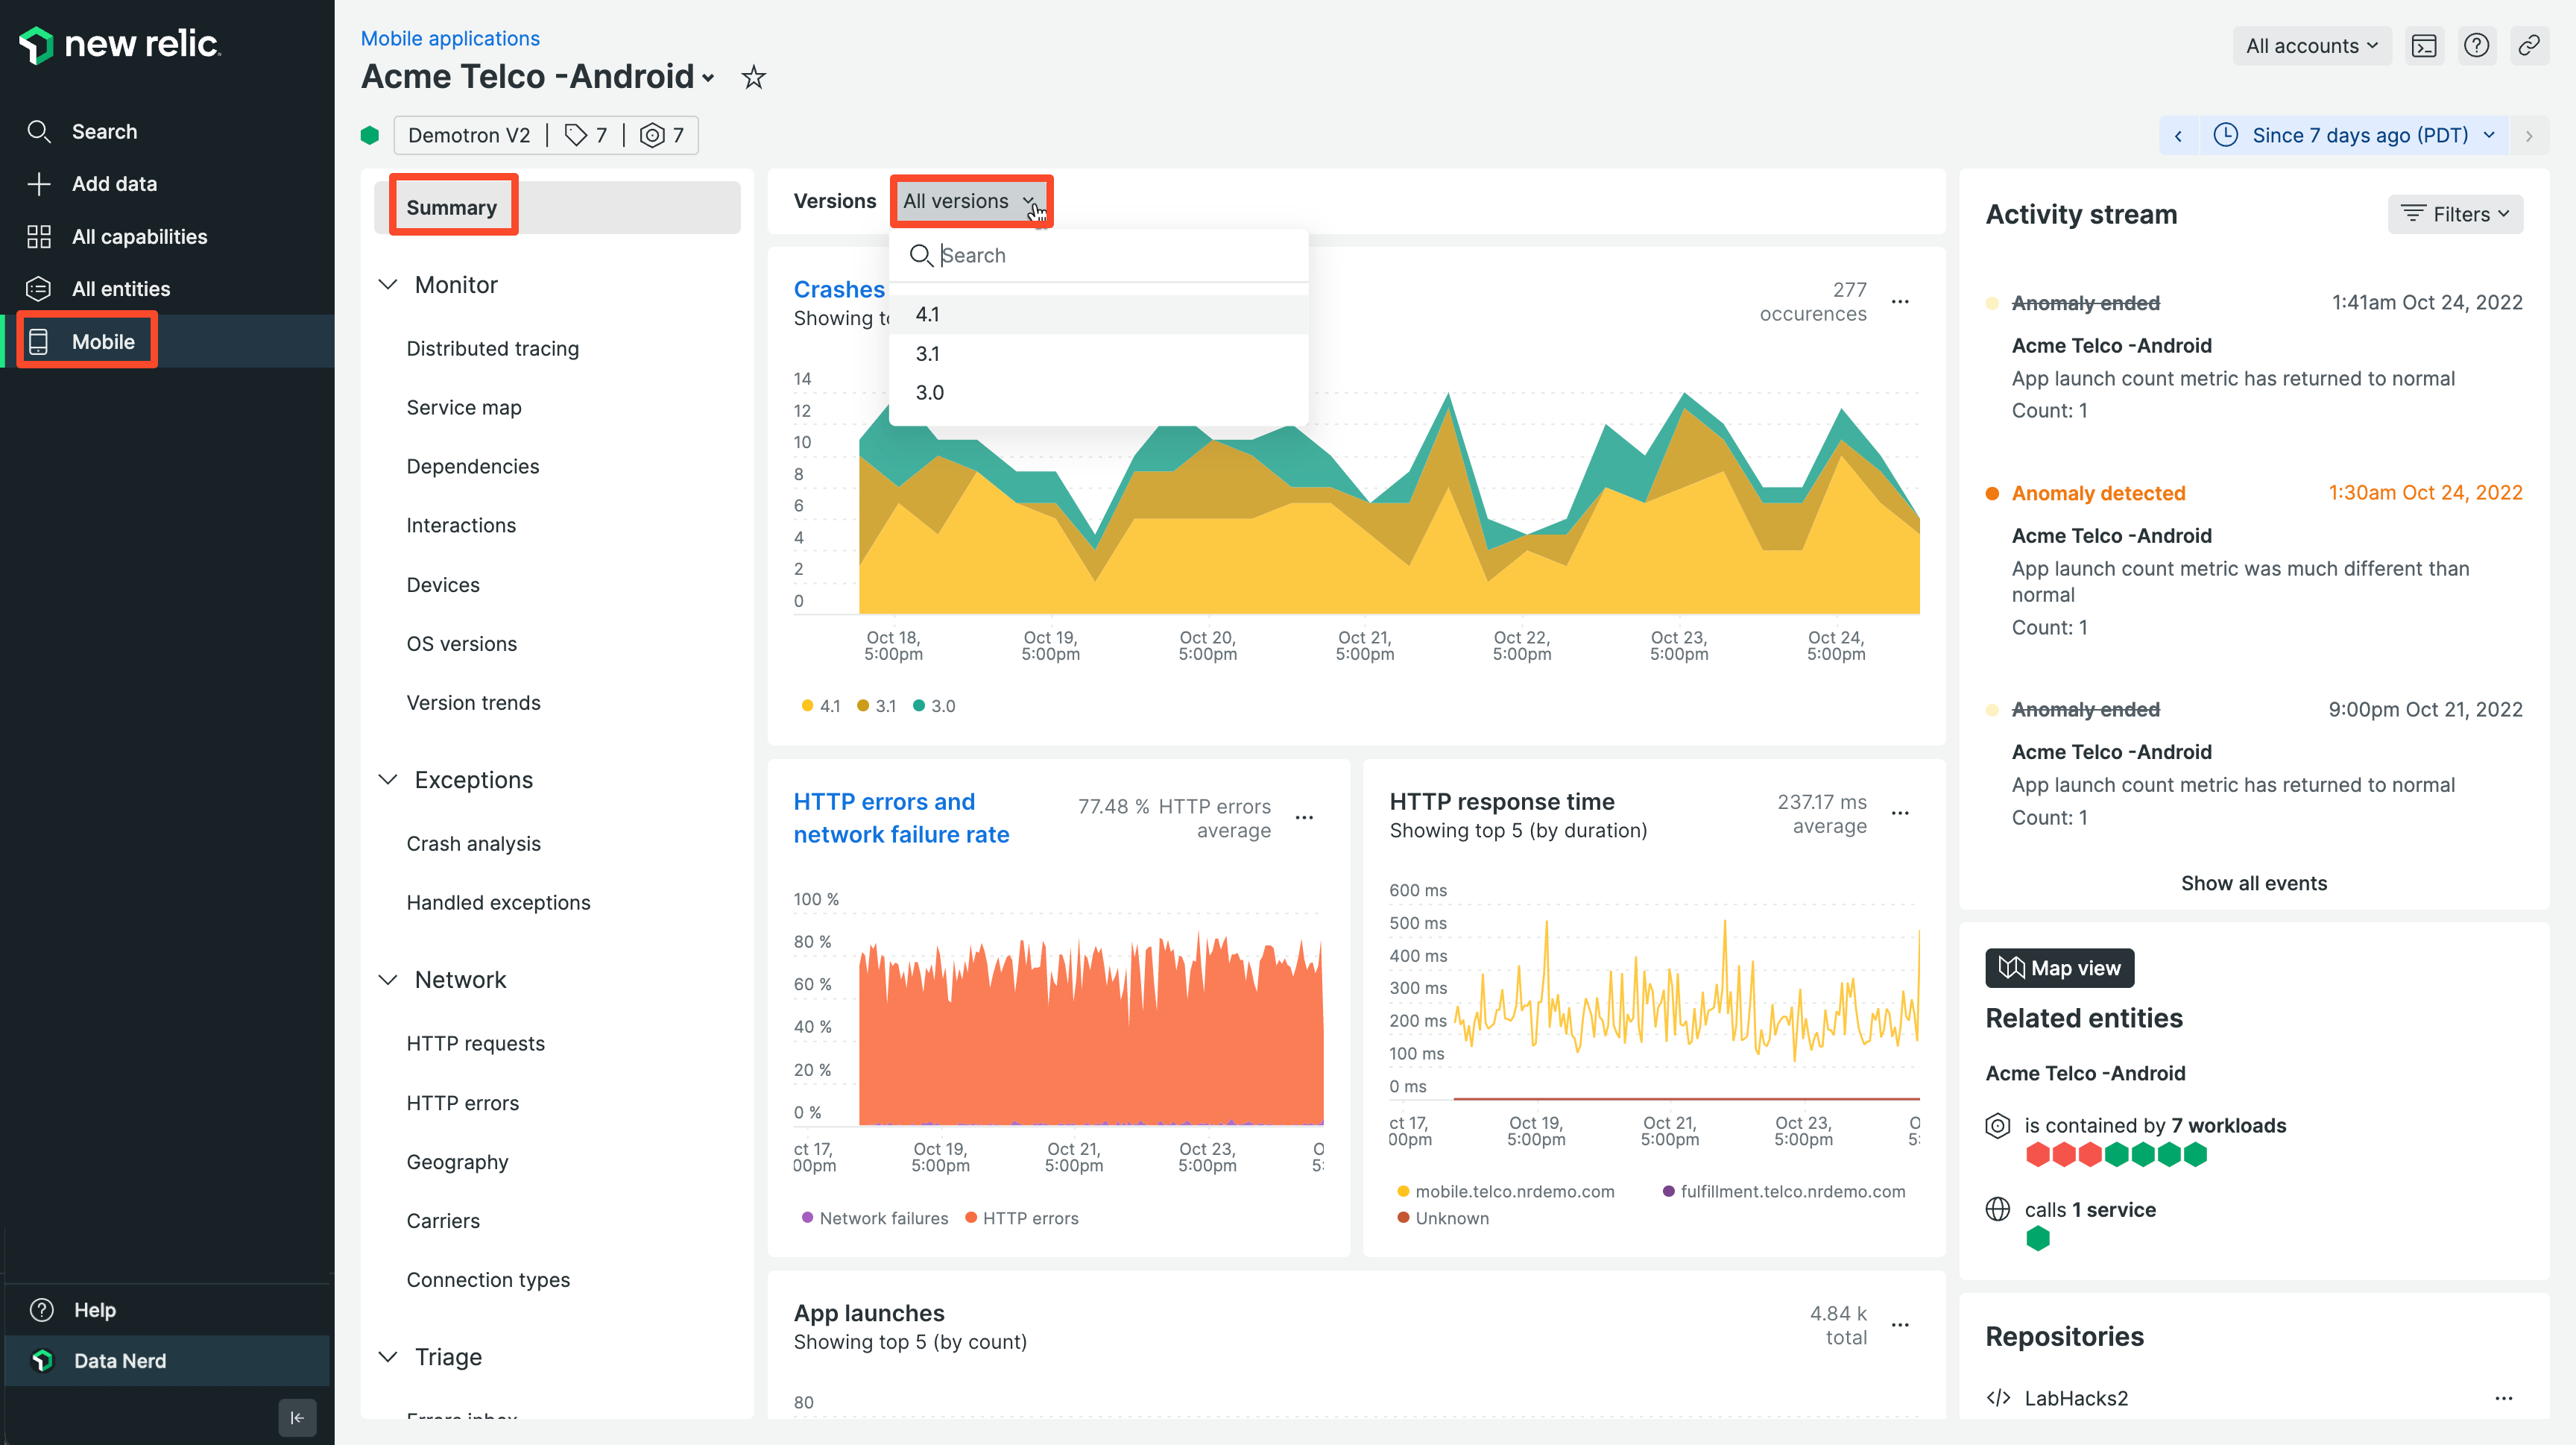 new relic.
Search
Add data
All capabilities
All entities
Mobile
Help
Data Nerd
Mobile applications
Acme Telco -Android
Demotron V2 | 7 | 7
All accounts
Since 7 days ago (PDT)
Summary
Monitor
Distributed tracing
Service map
Dependencies
Interactions
Devices
OS versions
Version trends
Exceptions
Crash analysis
Handled exceptions
Network
HTTP requests
HTTP errors
Geography
Carriers
Connection types
Triage
Errors inbox
Versions All versions
Search
4.1
3.1
3.0
Crashes
Showing
277
occurences
14
12
10
8
6
4
2
0
Oct 18, Oct 19, Oct 20, Oct 21, Oct 22, Oct 23, Oct 24,
5:00pm 5:00pm 5:00pm 5:00pm 5:00pm 5:00pm 5:00pm
4.1 3.1 3.0
HTTP errors and
network failure rate
77.48 % HTTP errors
average
100 %
80 %
60 %
40 %
20 %
0 %
ct 17, Oct 19, Oct 21, Oct 23, O
00pm 5:00pm 5:00pm 5:00pm 5:
Network failures HTTP errors
HTTP response time
Showing top 5 (by duration)
237.17 ms
average
600 ms
500 ms
400 ms
300 ms
200 ms
100 ms
0 ms
ct 17, Oct 19, Oct 21, Oct 23, O
00pm 5:00pm 5:00pm 5:00pm 5:
mobile.telco.nrdemo.com fulfillment.telco.nrdemo.com
Unknown
App launches
Showing top 5 (by count)
4.84 k
total
80
Activity stream
Filters
Anomaly ended 1:41am Oct 24, 2022
Acme Telco -Android
App launch count metric has returned to normal
Count: 1
Anomaly detected 1:30am Oct 24, 2022
Acme Telco -Android
App launch count metric was much different than
normal
Count: 1
Anomaly ended 9:00pm Oct 21, 2022
Acme Telco -Android
App launch count metric has returned to normal
Count: 1
Show all events
Map view
Related entities
Acme Telco -Android
is contained by 7 workloads
calls 1 service
Repositories
LabHacks2